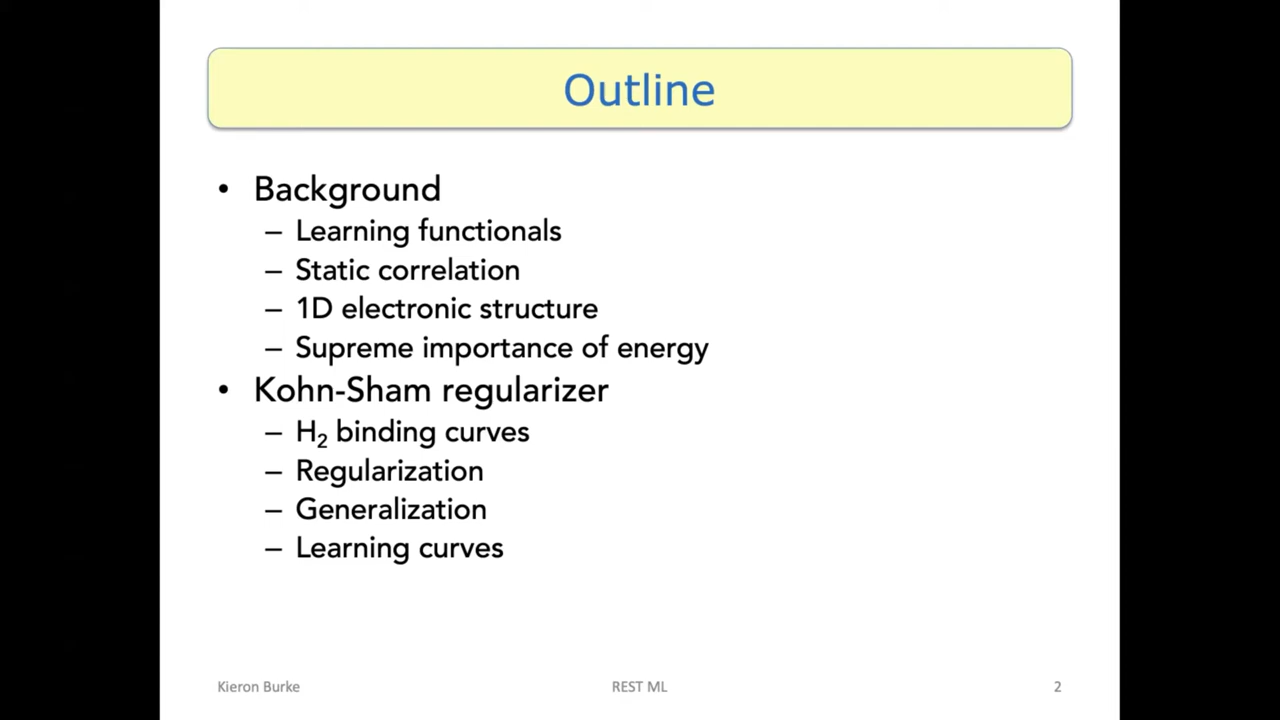 Outline
• Background
– Learning functionals
– Static correlation
– 1D electronic structure
– Supreme importance of energy
• Kohn-Sham regularizer
– H₂ binding curves
– Regularization
– Generalization
– Learning curves
Kieron Burke
REST ML
2